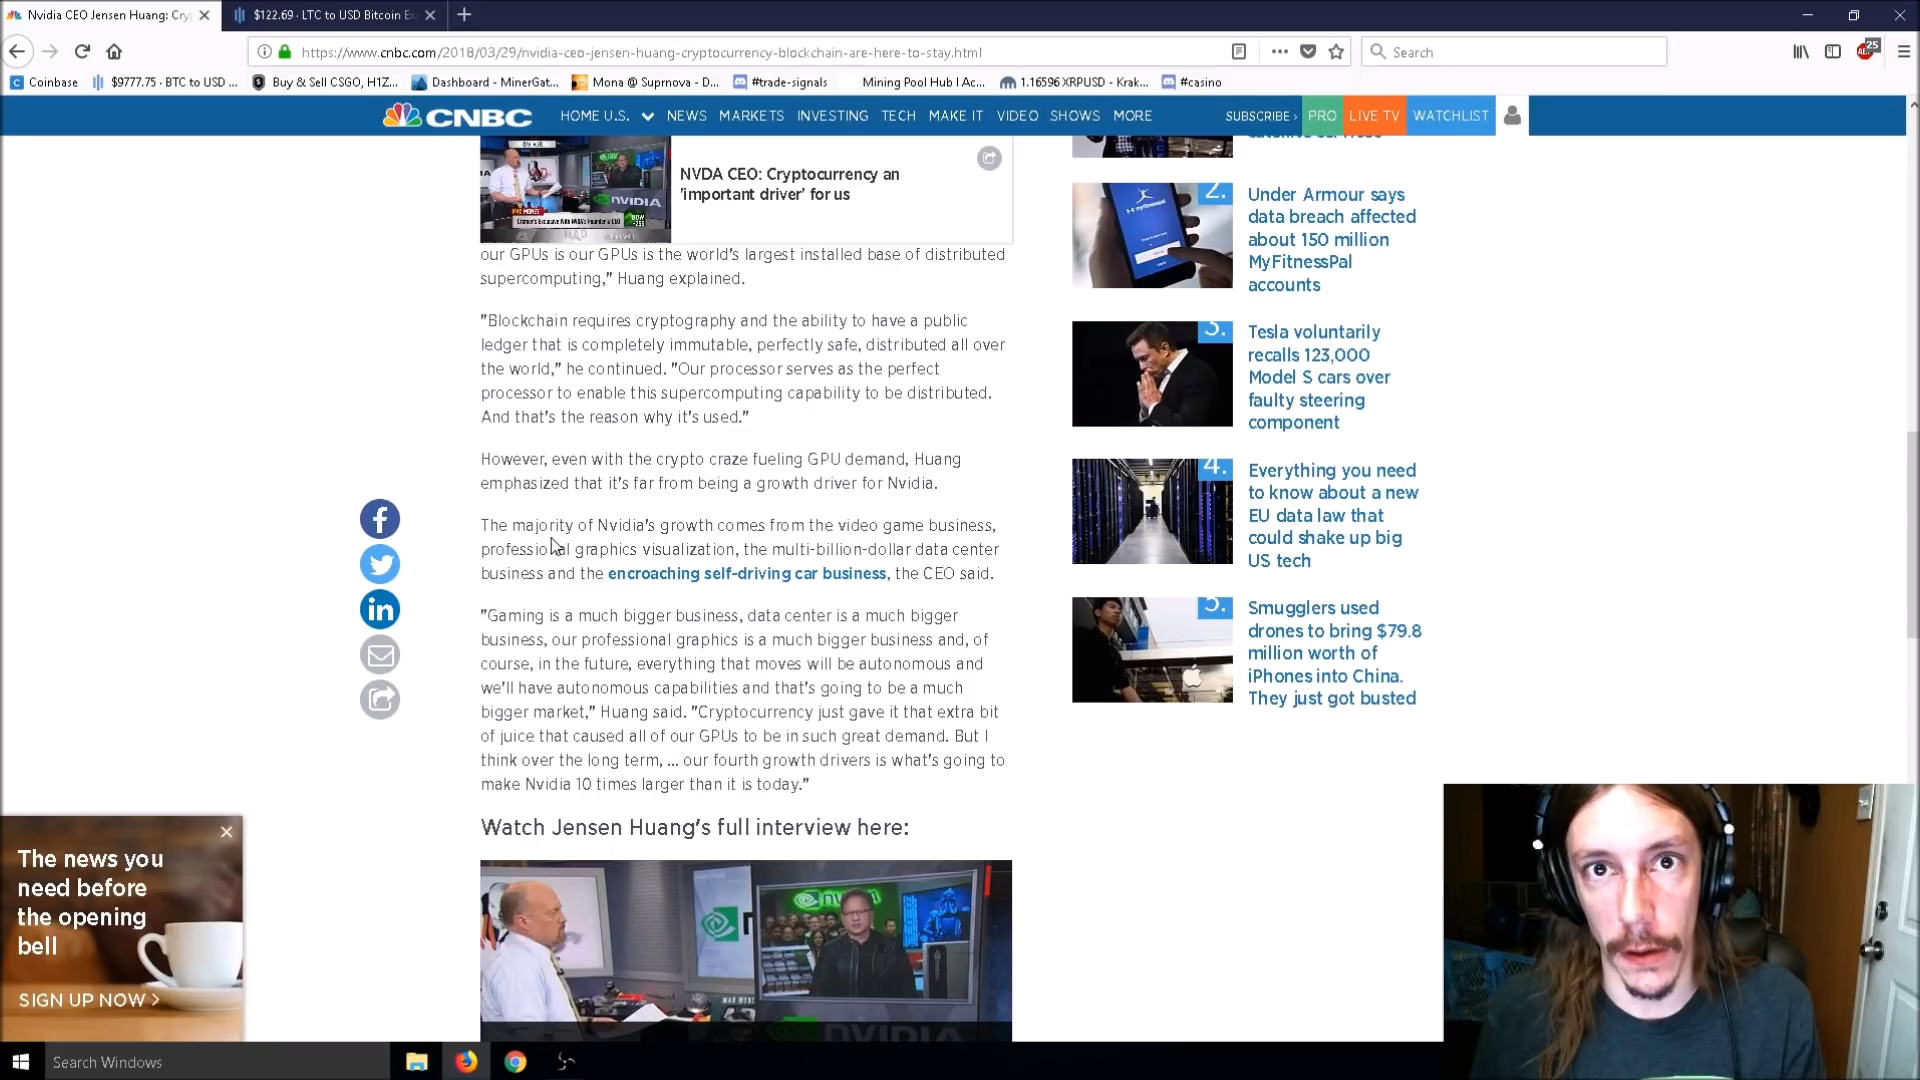 Nvidia CEO Jensen Huang: Cry
$122.69 · LTC to USD Bitcoin Ex
https://www.cnbc.com/2018/03/29/nvidia-ceo-jensen-huang-cryptocurrency-blockchain-are-here-to-stay.html
Search
25
Coinbase
$9777.75 · BTC to USD ...
Buy & Sell CSGO, H1Z...
Dashboard - MinerGat...
Mona @ Suprnova - D...
#trade-signals
Mining Pool Hub | Ac...
1.16596 XRPUSD - Krak...
#casino
CNBC
HOME U.S.
NEWS
MARKETS
INVESTING
TECH
MAKE IT
VIDEO
SHOWS
MORE
SUBSCRIBE ›
PRO
LIVE TV
WATCHLIST
NVIDIA
NVDA CEO: Cryptocurrency an
'important driver' for us
our GPUs is our GPUs is the world's largest installed base of distributed
supercomputing," Huang explained.
"Blockchain requires cryptography and the ability to have a public
ledger that is completely immutable, perfectly safe, distributed all over
the world," he continued. "Our processor serves as the perfect
processor to enable this supercomputing capability to be distributed.
And that's the reason why it's used."
However, even with the crypto craze fueling GPU demand, Huang
emphasized that it's far from being a growth driver for Nvidia.
The majority of Nvidia's growth comes from the video game business,
professional graphics visualization, the multi-billion-dollar data center
business and the encroaching self-driving car business, the CEO said.
"Gaming is a much bigger business, data center is a much bigger
business, our professional graphics is a much bigger business and, of
course, in the future, everything that moves will be autonomous and
we'll have autonomous capabilities and that's going to be a much
bigger market," Huang said. "Cryptocurrency just gave it that extra bit
of juice that caused all of our GPUs to be in such great demand. But I
think over the long term, ... our fourth growth drivers is what's going to
make Nvidia 10 times larger than it is today."
Watch Jensen Huang's full interview here:
NVIDIA
2.
Under Armour says
data breach affected
about 150 million
MyFitnessPal
accounts
3.
Tesla voluntarily
recalls 123,000
Model S cars over
faulty steering
component
4.
Everything you need
to know about a new
EU data law that
could shake up big
US tech
5.
Smugglers used
drones to bring $79.8
million worth of
iPhones into China.
They just got busted
The news you
need before
the opening
bell
SIGN UP NOW >
Search Windows